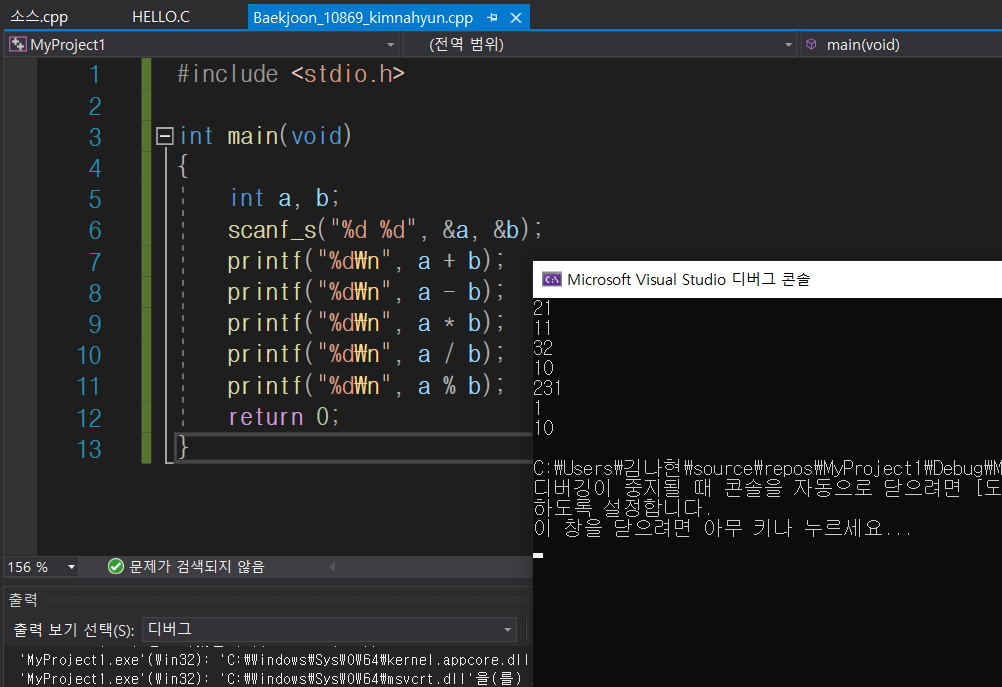 소스.cpp HELLO.C Baekjoon_10869_kimnahyun.cpp
MyProject1 (전역 범위) main(void)
1 #include <stdio.h>
2
3 int main(void)
4 {
5 int a, b;
6 scanf_s("%d %d", &a, &b);
7 printf("%d₩n", a + b);
8 printf("%d₩n", a - b);
9 printf("%d₩n", a * b);
10 printf("%d₩n", a / b);
11 printf("%d₩n", a % b);
12 return 0;
13 }
Microsoft Visual Studio 디버그 콘솔
21
11
32
10
231
1
10
C:₩Users₩김나현₩source₩repos₩MyProject1₩Debug₩M
디버깅이 중지될 때 콘솔을 자동으로 닫으려면 [도
하도록 설정합니다.
이 창을 닫으려면 아무 키나 누르세요...
156 % 문제가 검색되지 않음
출력
출력 보기 선택(S): 디버그
'MyProject1.exe'(Win32): 'C:₩Windows₩SysWOW64₩kernel.appcore.dll
'MyProject1.exe'(Win32): 'C:₩Windows₩SysWOW64₩msvcrt.dll'을(를)